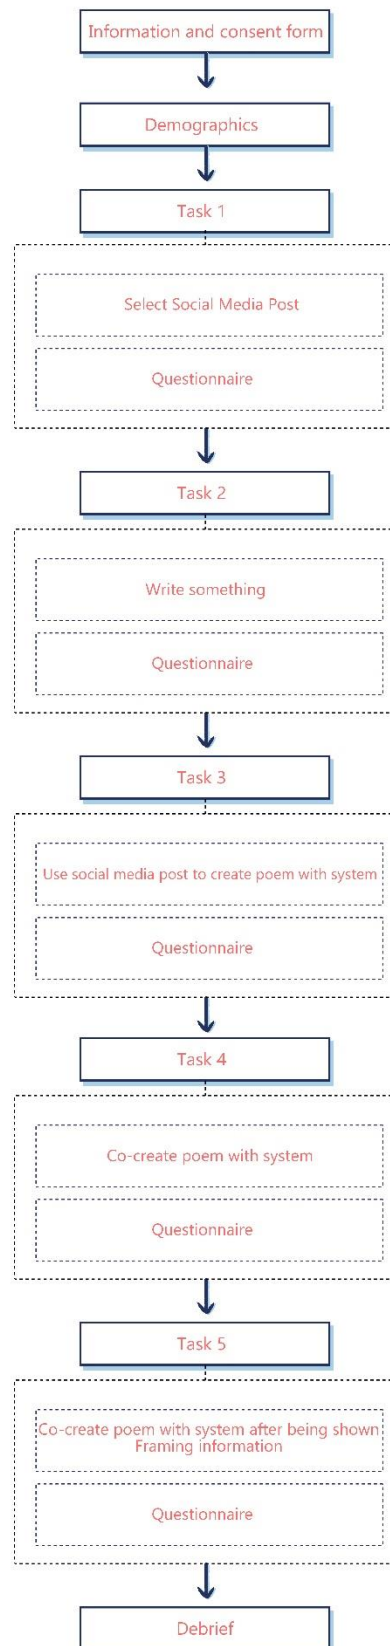 Information and consent form
Demographics
Task 1
Select Social Media Post
Questionnaire
Task 2
Write something
Questionnaire
Task 3
Use social media post to create poem with system
Questionnaire
Task 4
Co-create poem with system
Questionnaire
Task 5
Co-create poem with system after being shown
Framing information
Questionnaire
Debrief